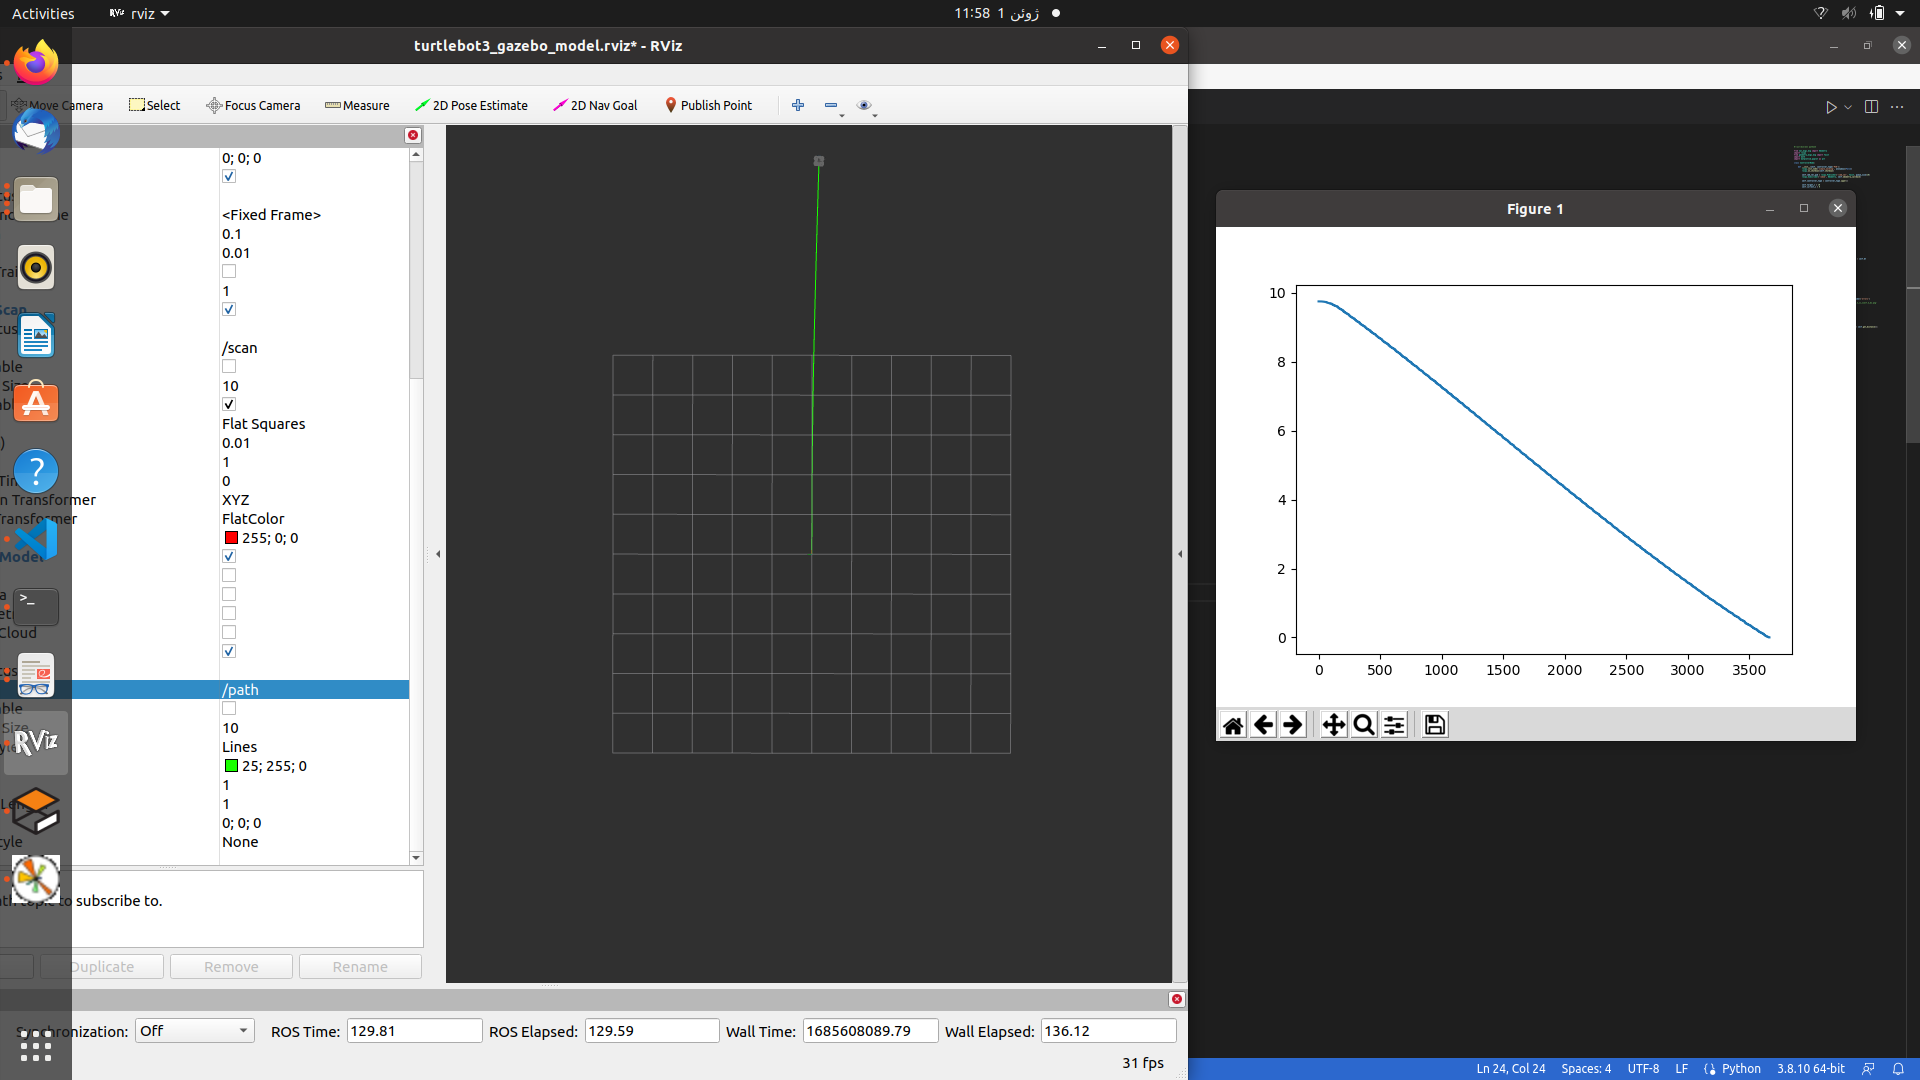 Activities
RViz rviz
11:58 1 ژوئن
turtlebot3_gazebo_model.rviz* - RViz
Move Camera
Select
Focus Camera
Measure
2D Pose Estimate
2D Nav Goal
Publish Point
0; 0; 0
<Fixed Frame>
0.1
0.01
1
/scan
10
Flat Squares
0.01
1
0
XYZ
n Transformer
FlatColor
255; 0; 0
Cloud
/path
10
Lines
25; 255; 0
1
1
0; 0; 0
None
to subscribe to.
Duplicate
Remove
Rename
Off
ROS Time:
129.81
ROS Elapsed:
129.59
Wall Time:
1685608089.79
Wall Elapsed:
136.12
31 fps
RViz
Figure 1
10
8
6
4
2
0
0
500
1000
1500
2000
2500
3000
3500
Ln 24, Col 24
Spaces: 4
UTF-8
LF
Python
3.8.10 64-bit